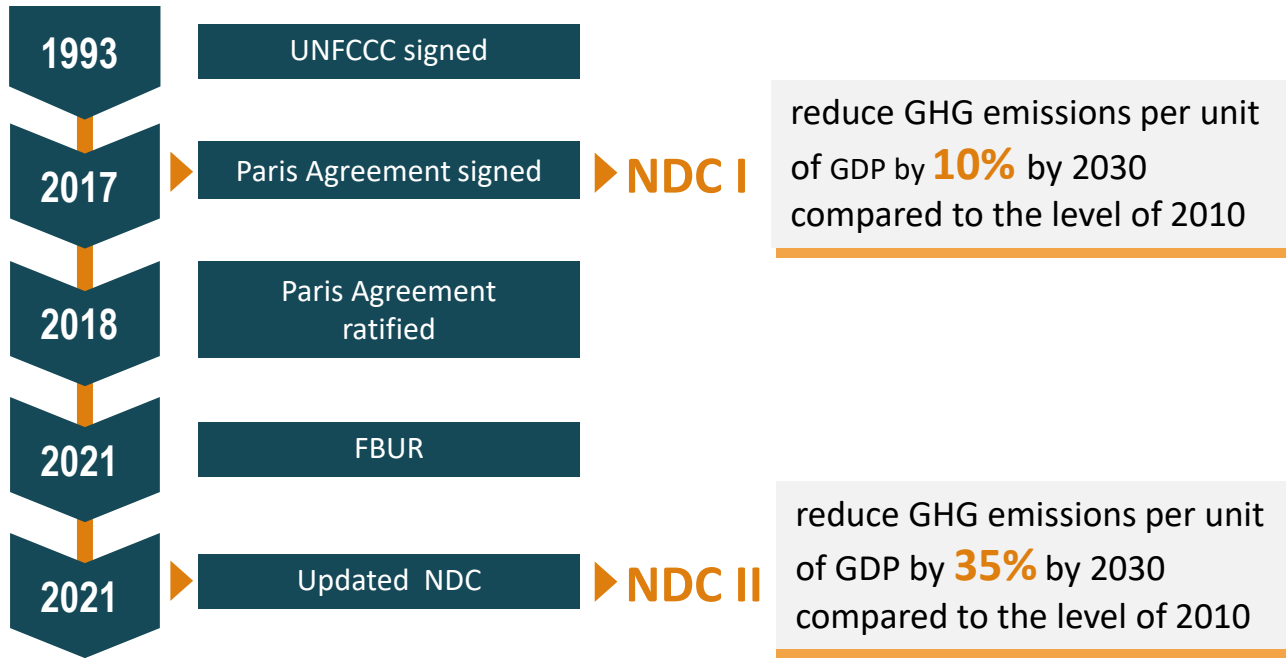 1993
UNFCCC signed
2017
Paris Agreement signed
NDC I
reduce GHG emissions per unit
of GDP by 10% by 2030
compared to the level of 2010
2018
Paris Agreement
ratified
2021
FBUR
2021
Updated NDC
NDC II
reduce GHG emissions per unit
of GDP by 35% by 2030
compared to the level of 2010